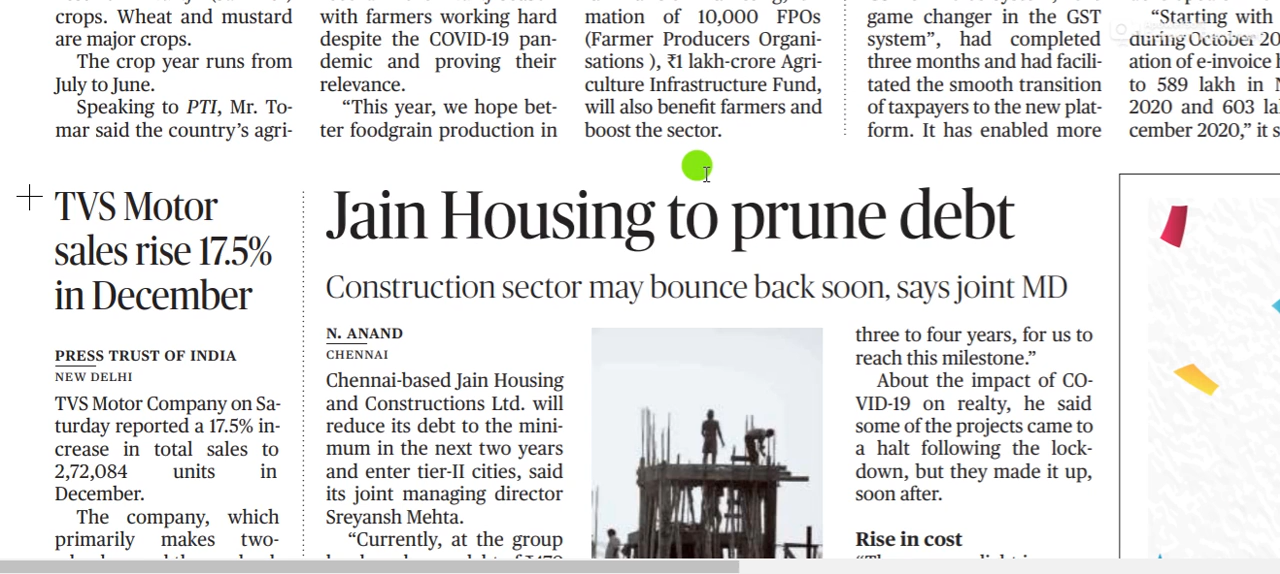 crops. Wheat and mustard
are major crops.
The crop year runs from
July to June.
Speaking to PTI, Mr. To-
mar said the country's agri-
with farmers working hard
despite the COVID-19 pan-
demic and proving their
relevance.
"This year, we hope bet-
ter foodgrain production in
mation of 10,000 FPOs
(Farmer Producers Organi-
sations ), ₹1 lakh-crore Agri-
culture Infrastructure Fund,
will also benefit farmers and
boost the sector.
game changer in the GST
system", had completed
three months and had facili-
tated the smooth transition
of taxpayers to the new plat-
form. It has enabled more
"Starting with
during October 20
ation of e-invoice
to 589 lakh in
2020 and 603
cember 2020," it
TVS Motor
sales rise 17.5%
in December
PRESS TRUST OF INDIA
NEW DELHI
TVS Motor Company on Sa-
turday reported a 17.5% in-
crease in total sales to
2,72,084 units in
December.
The company, which
primarily makes two-
Jain Housing to prune debt
Construction sector may bounce back soon, says joint MD
N. ANAND
CHENNAI
Chennai-based Jain Housing
and Constructions Ltd. will
reduce its debt to the mini-
mum in the next two years
and enter tier-II cities, said
its joint managing director
Sreyansh Mehta.
"Currently, at the group
three to four years, for us to
reach this milestone."
About the impact of CO-
VID-19 on realty, he said
some of the projects came to
a halt following the lock-
down, but they made it up,
soon after.
Rise in cost